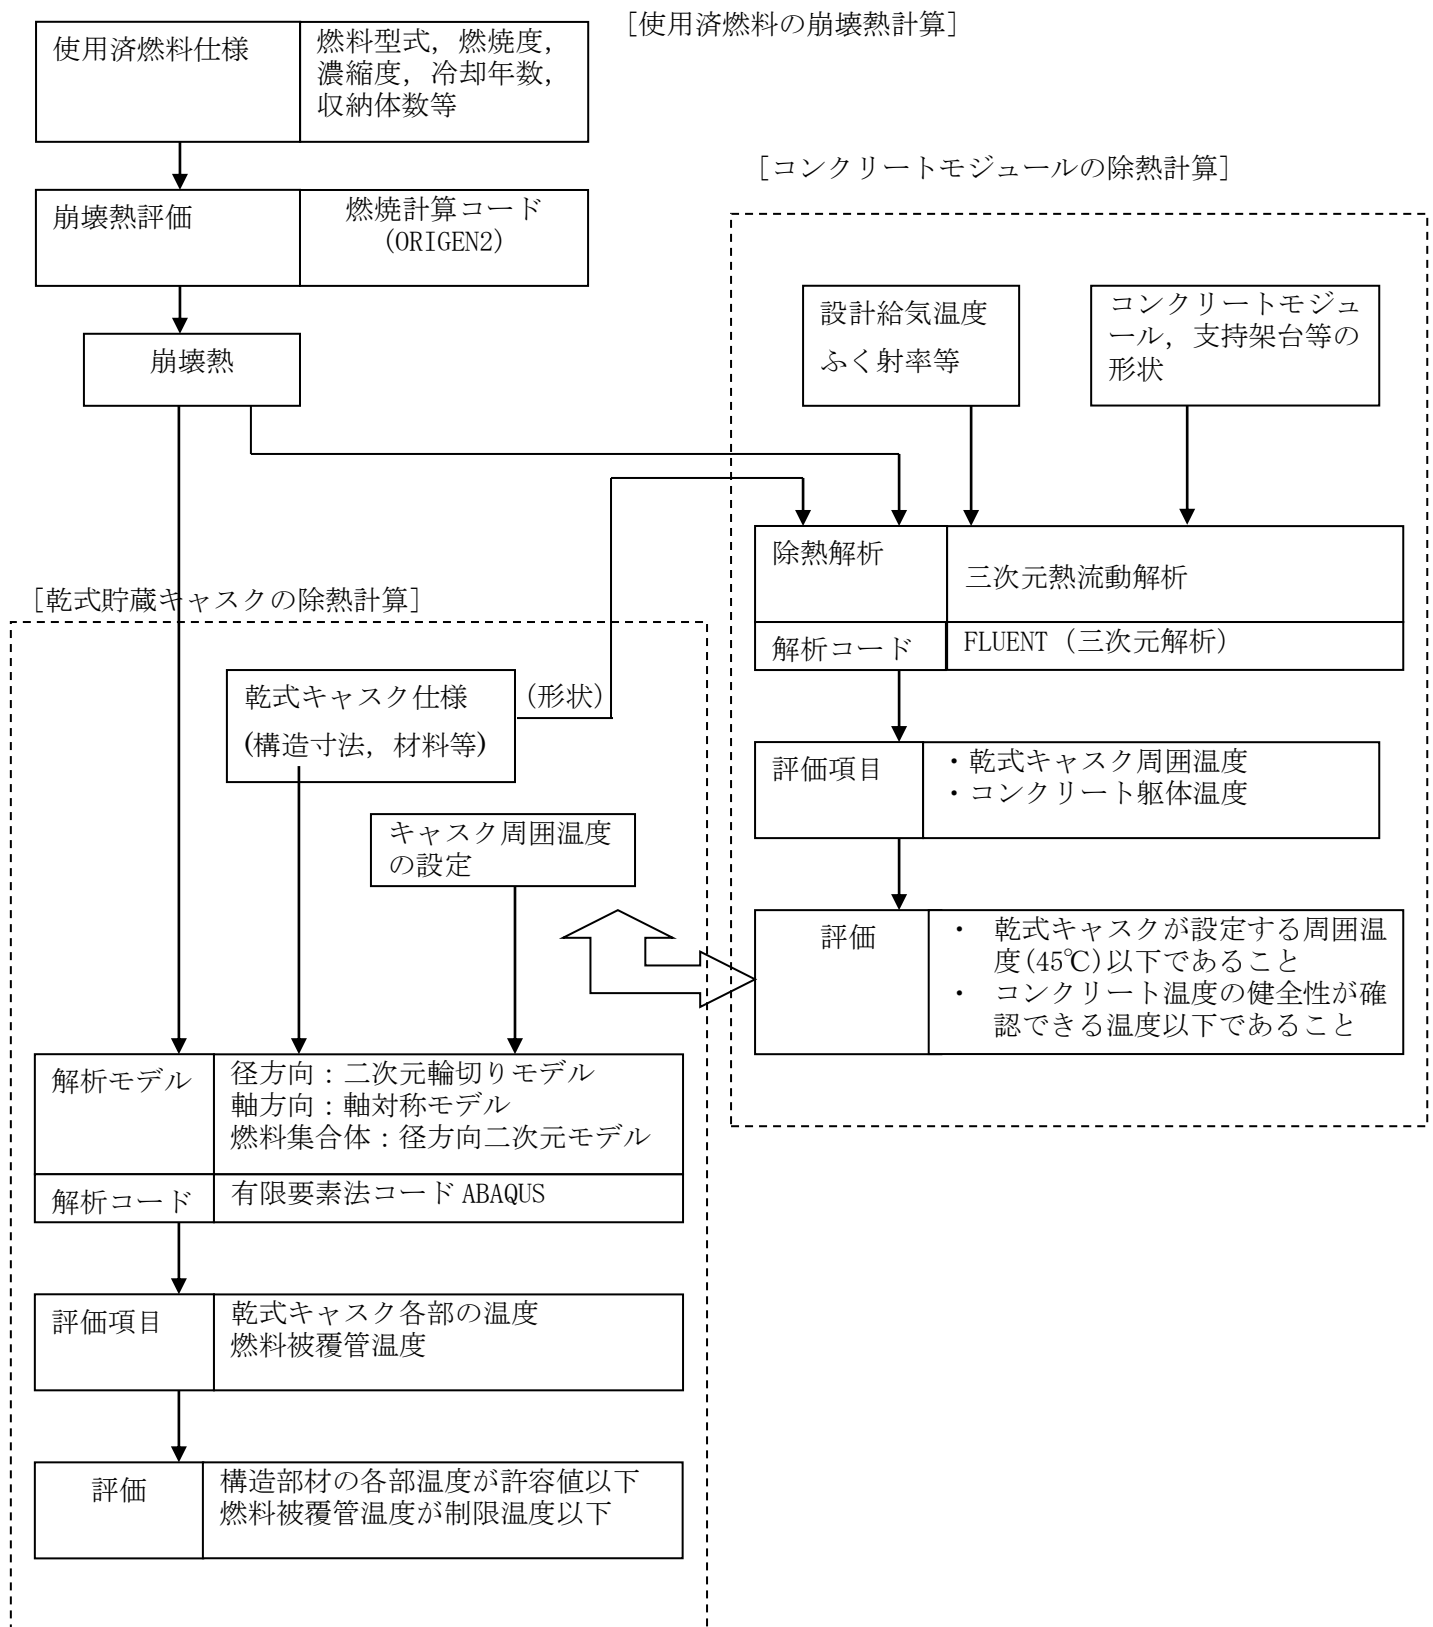 ［使用済燃料の崩壊熱計算］
使用済燃料仕様
燃料型式，燃焼度，
濃縮度，冷却年数，
収納体数等
崩壊熱評価
燃焼計算コード
（ORIGEN2）
崩壊熱
［コンクリートモジュールの除熱計算］
設計給気温度
ふく射率等
コンクリートモジュ
ール，支持架台等の
形状
除熱解析
三次元熱流動解析
解析コード
FLUENT（三次元解析）
評価項目
・乾式キャスク周囲温度
・コンクリート躯体温度
評価
・ 乾式キャスクが設定する周囲温
度(45℃)以下であること
・ コンクリート温度の健全性が確
認できる温度以下であること
［乾式貯蔵キャスクの除熱計算］
乾式キャスク仕様
(構造寸法，材料等)
（形状）
キャスク周囲温度
の設定
解析モデル
径方向：二次元輪切りモデル
軸方向：軸対称モデル
燃料集合体：径方向二次元モデル
解析コード
有限要素法コード ABAQUS
評価項目
乾式キャスク各部の温度
燃料被覆管温度
評価
構造部材の各部温度が許容値以下
燃料被覆管温度が制限温度以下